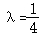 λ = 1/4